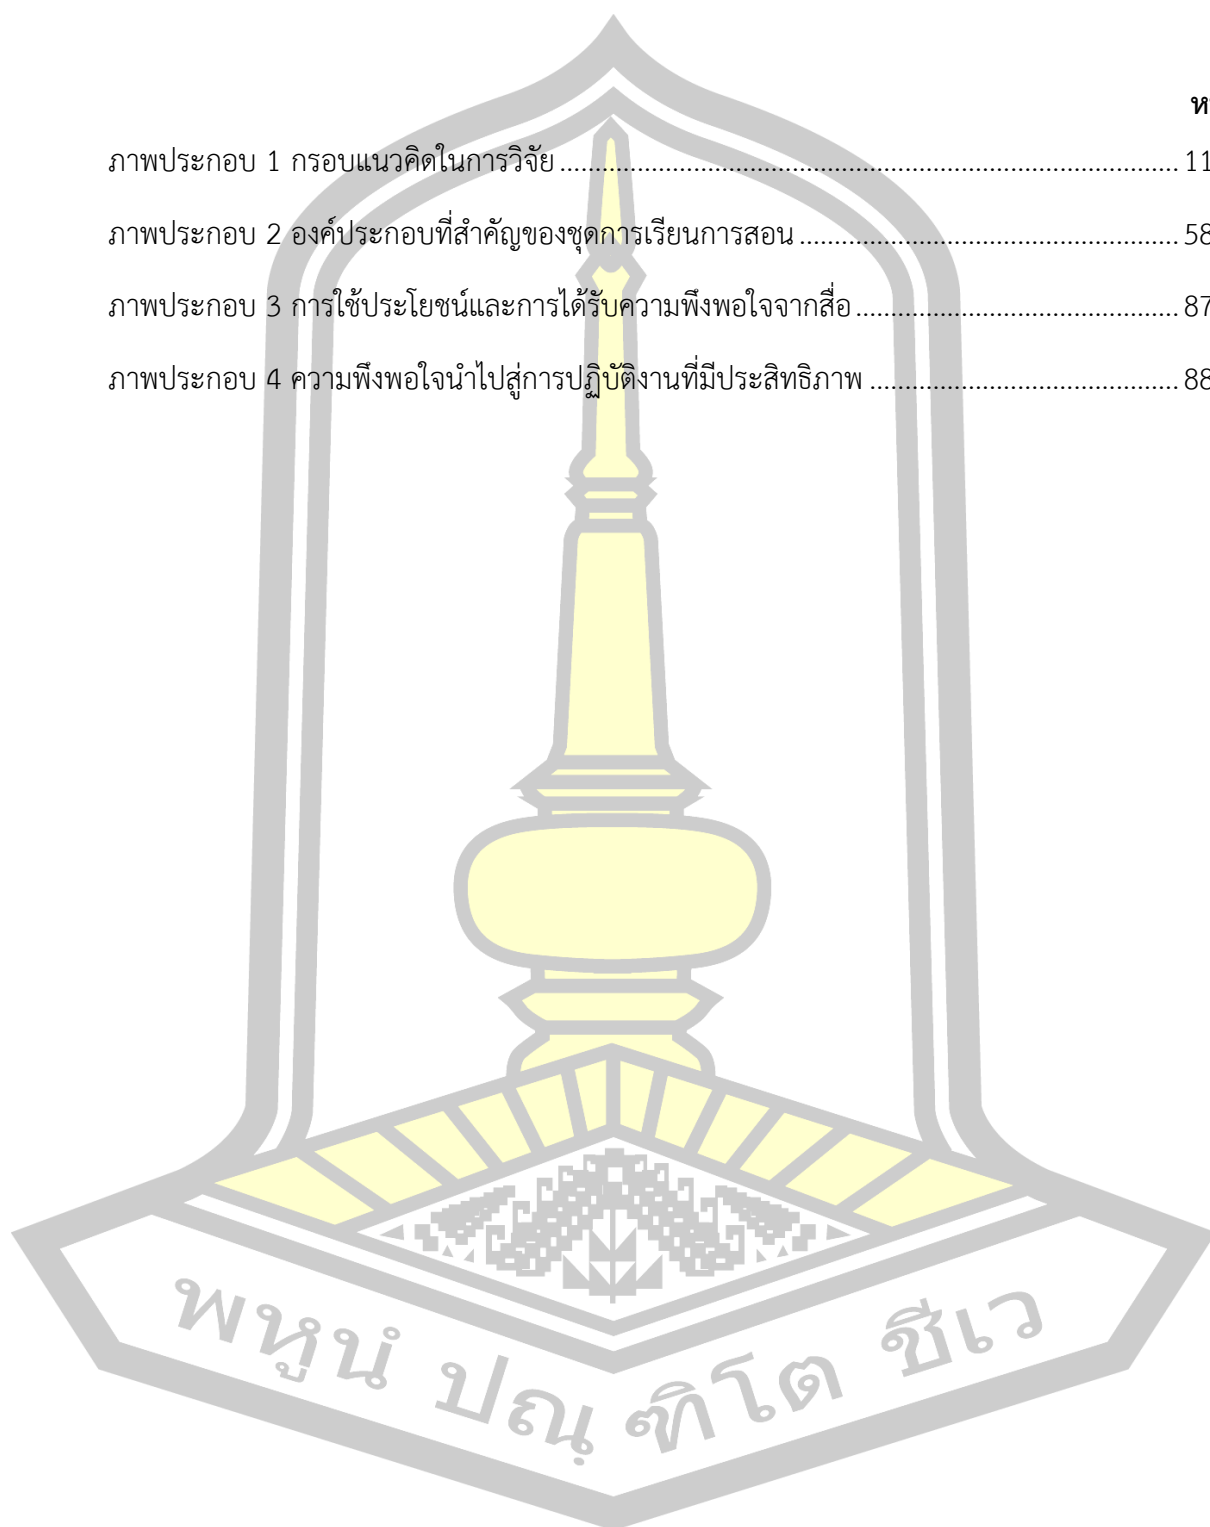 ห
ภาพประกอบ 1 กรอบแนวคิดในการวิจัย ........................................................................................................ 11
ภาพประกอบ 2 องค์ประกอบที่สำคัญของชุดการเรียนการสอน ................................................................ 58
ภาพประกอบ 3 การใช้ประโยชน์และการได้รับความพึงพอใจจากสื่อ ...................................................... 87
ภาพประกอบ 4 ความพึงพอใจนำไปสู่การปฏิบัติงานที่มีประสิทธิภาพ .................................................... 88
พหูนํ ปณฺฑิโต ชีเว